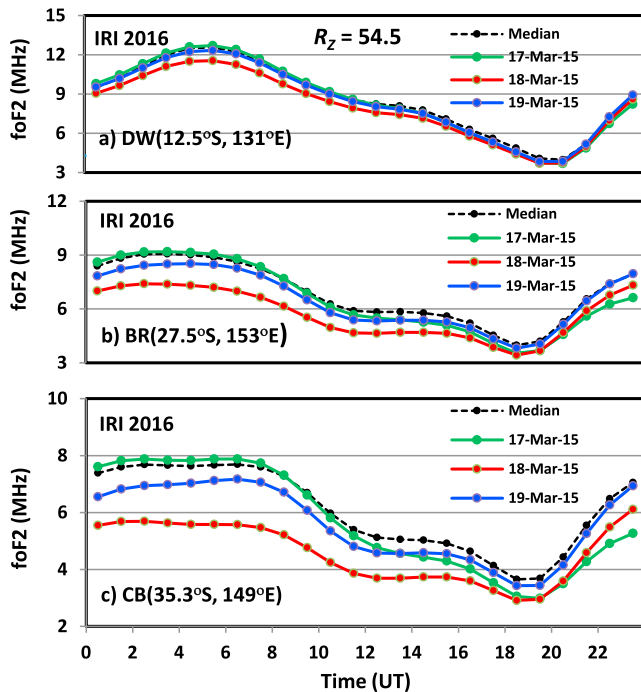 IRI 2016
R_Z = 54.5
Median
17-Mar-15
18-Mar-15
19-Mar-15
a) DW(12.5°S, 131°E)
foF2 (MHz)
15
12
9
6
3
IRI 2016
Median
17-Mar-15
18-Mar-15
19-Mar-15
b) BR(27.5°S, 153°E)
foF2 (MHz)
12
9
6
3
IRI 2016
Median
17-Mar-15
18-Mar-15
19-Mar-15
c) CB(35.3°S, 149°E)
foF2 (MHz)
10
8
6
4
2
0 2 4 6 8 10 12 14 16 18 20 22
Time (UT)